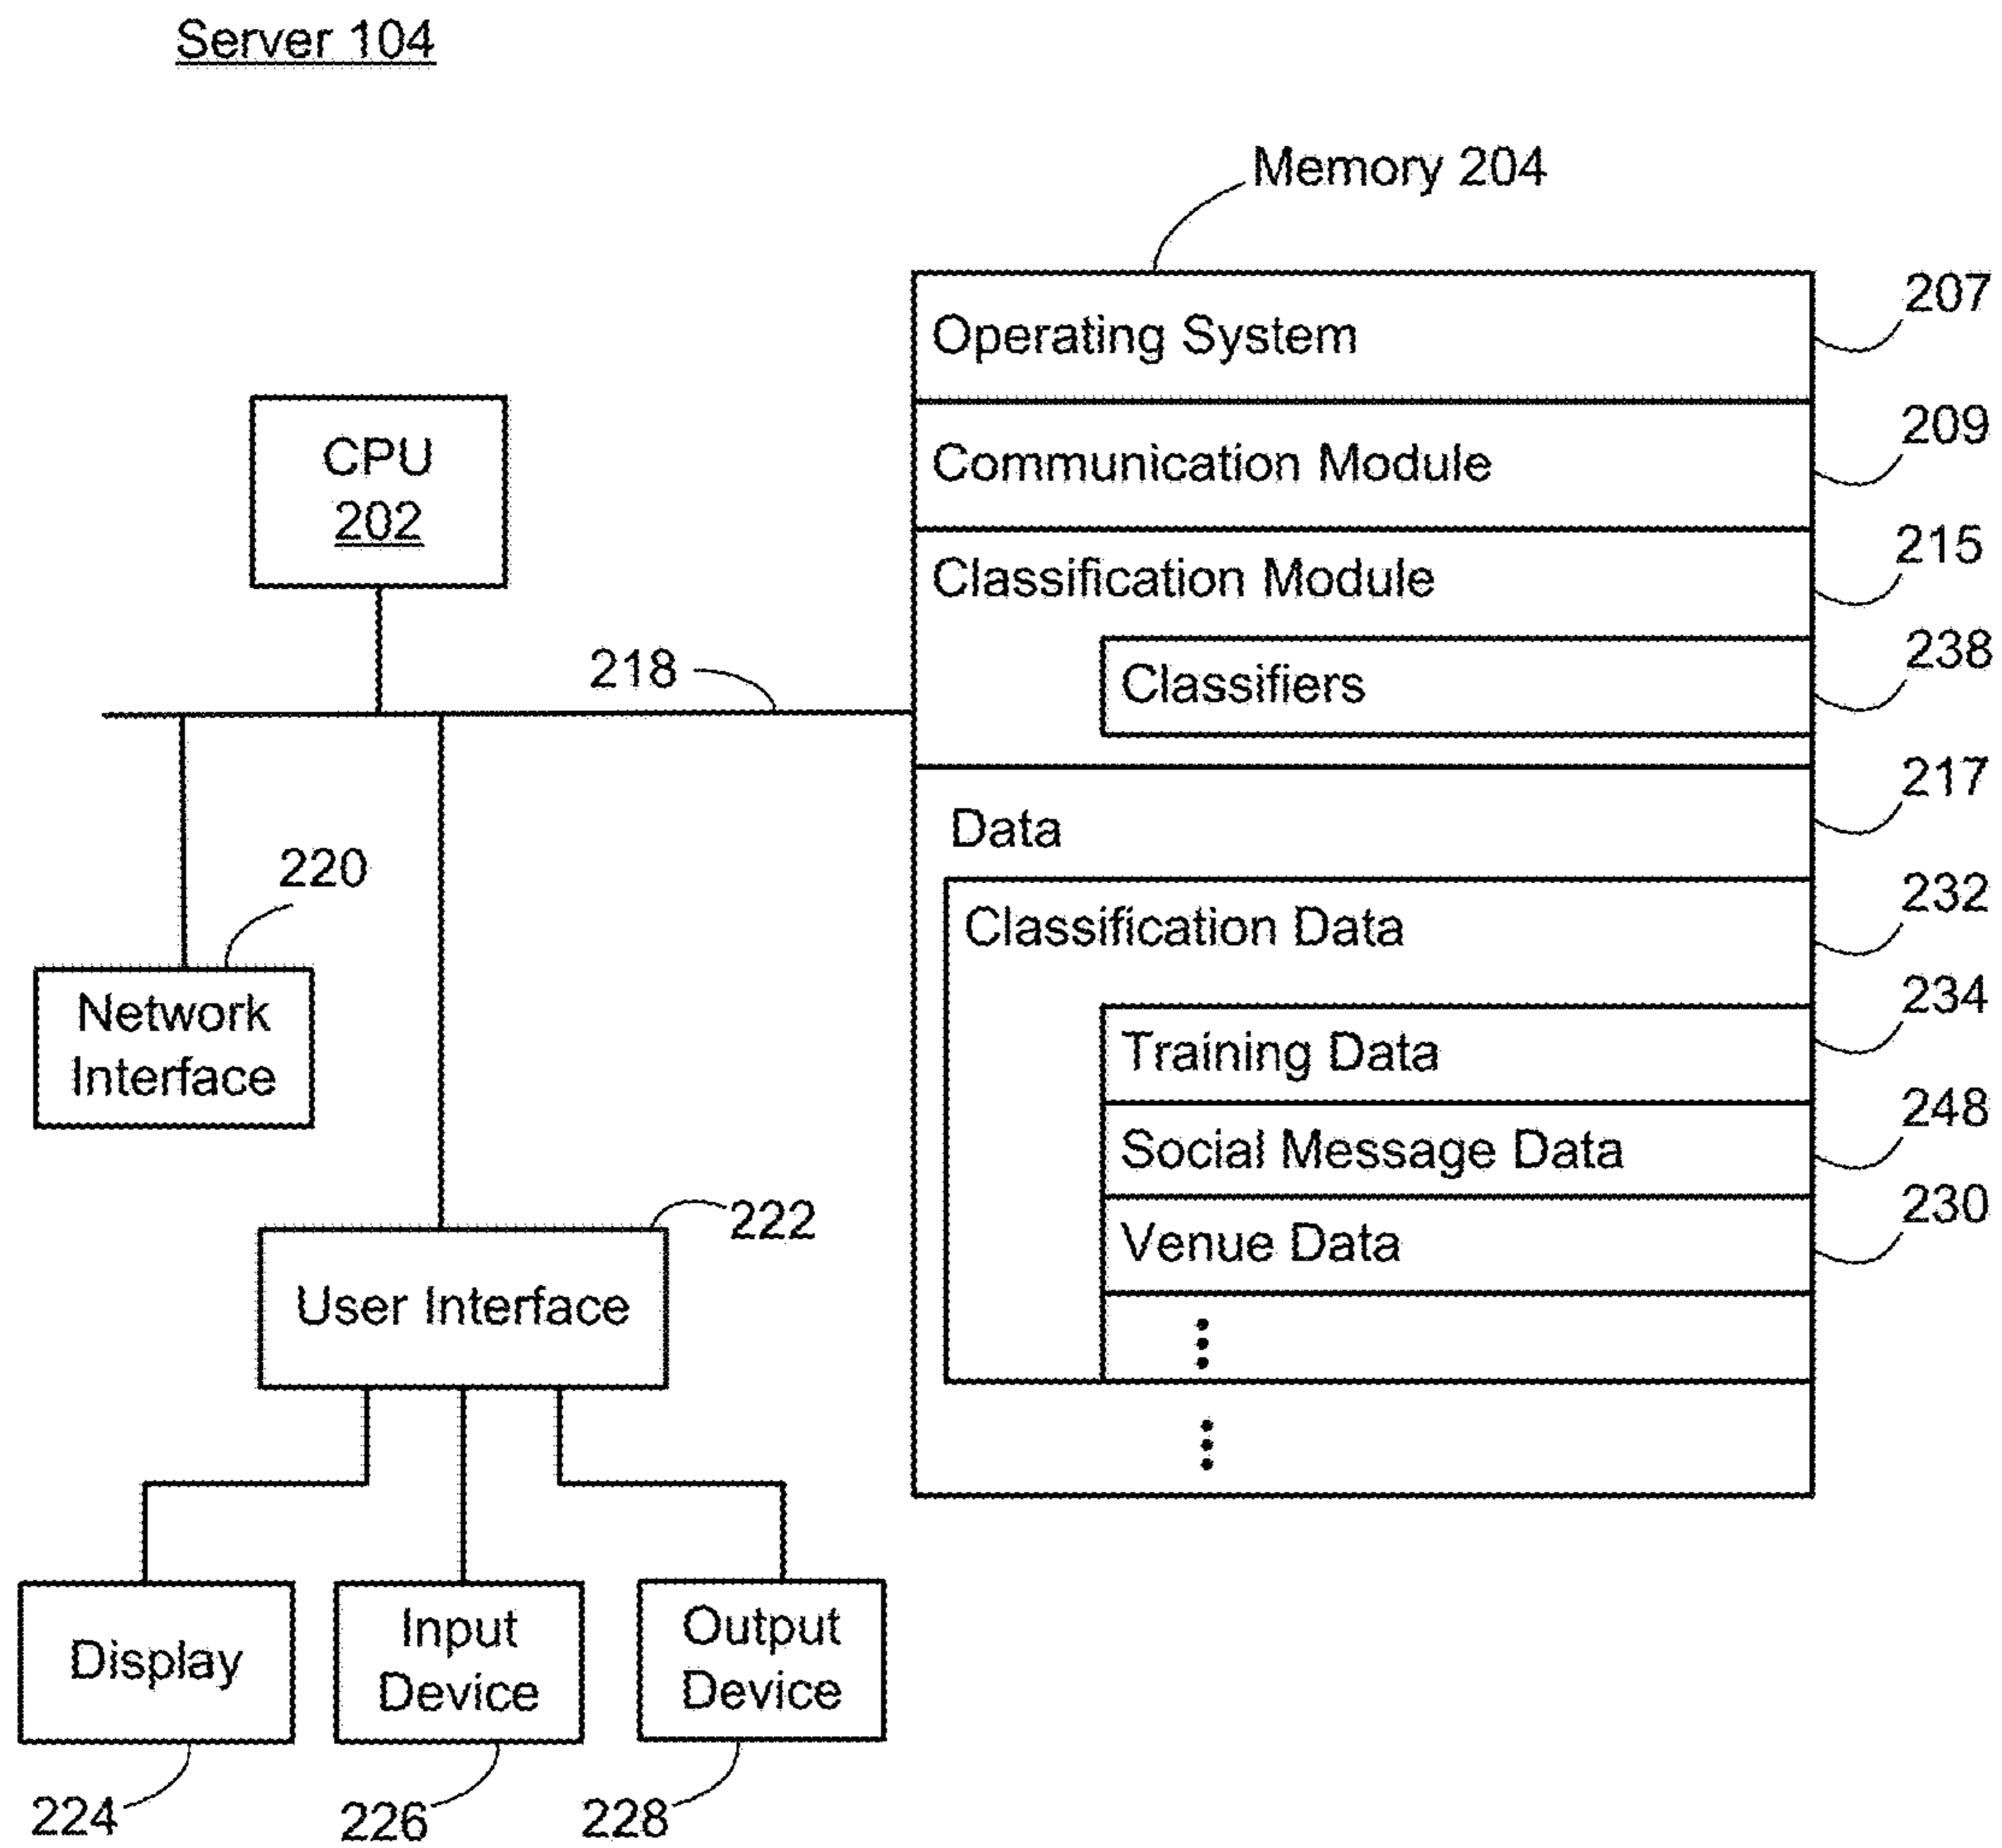 Server 104
Memory 204
Operating System
207
Communication Module
209
Classification Module
215
Classifiers
238
Data
217
Classification Data
232
Training Data
234
Social Message Data
248
Venue Data
230
CPU
202
218
220
Network
Interface
222
User Interface
Display
224
Input
Device
226
Output
Device
228